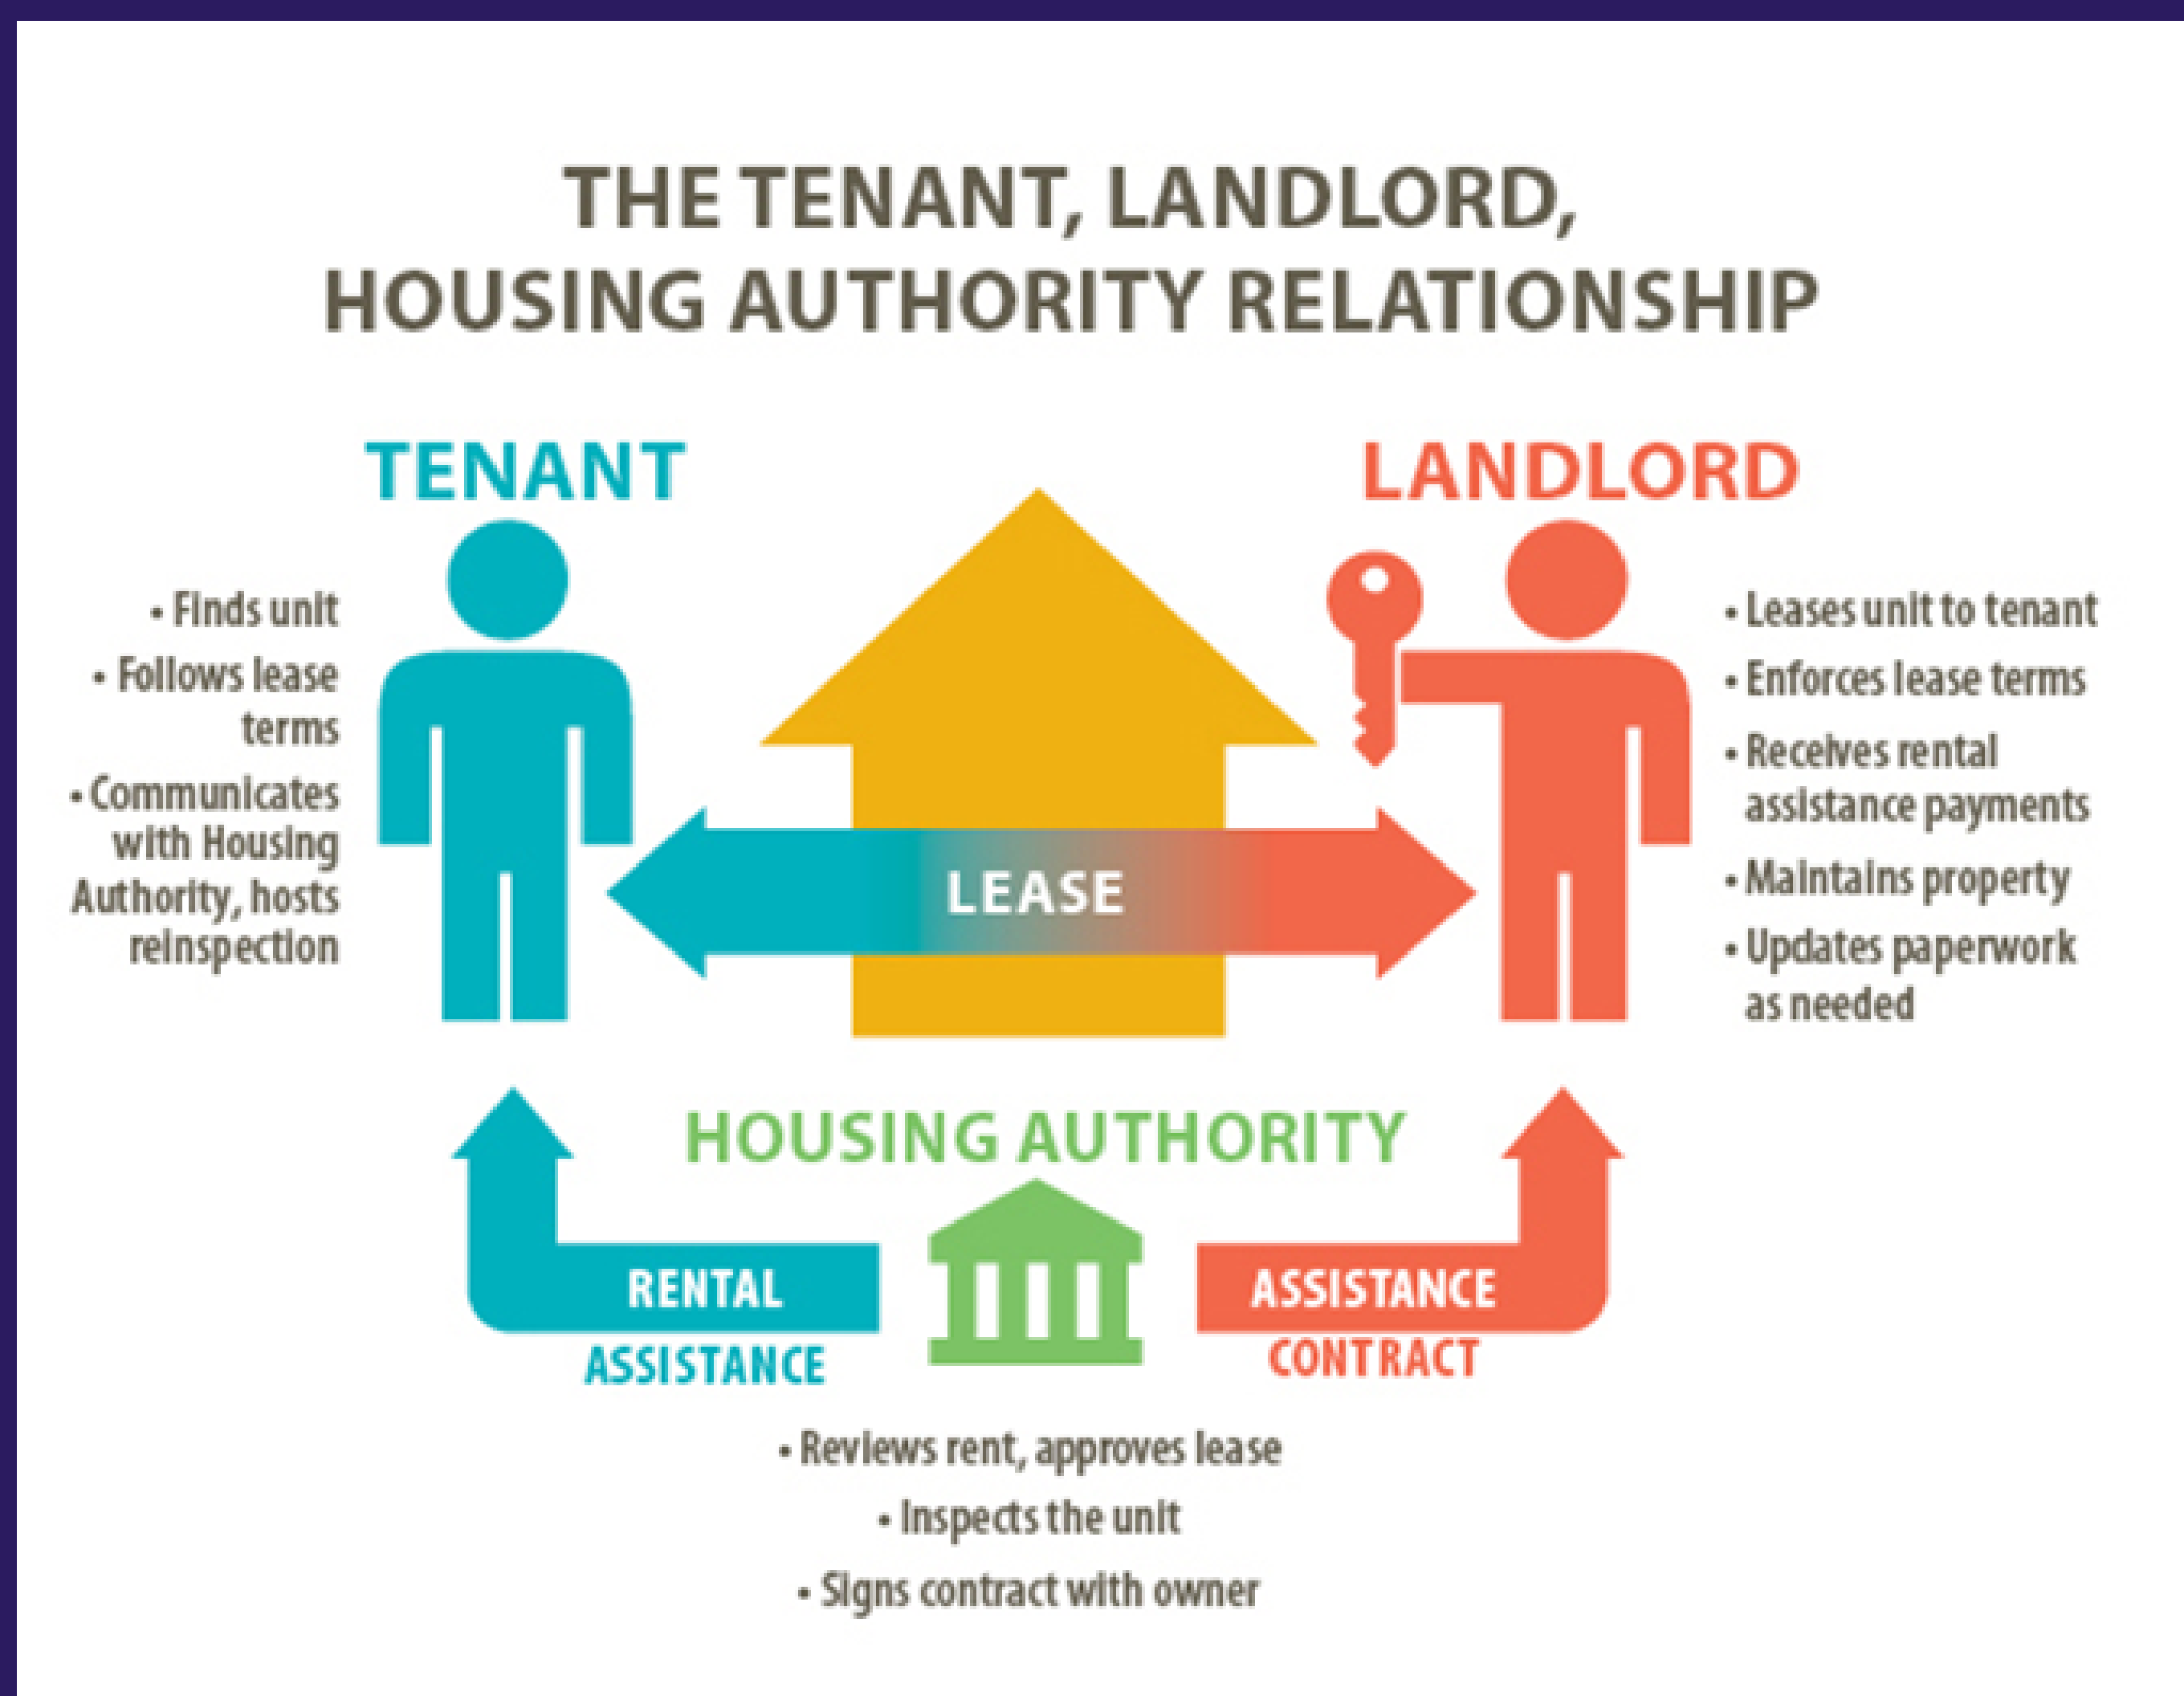 THE TENANT, LANDLORD,
HOUSING AUTHORITY RELATIONSHIP
TENANT
• Finds unit
• Follows lease
terms
• Communicates
with Housing
Authority, hosts
reinspection
LEASE
LANDLORD
• Leases unit to tenant
• Enforces lease terms
• Receives rental
assistance payments
• Maintains property
• Updates paperwork
as needed
HOUSING AUTHORITY
RENTAL
ASSISTANCE
ASSISTANCE
CONTRACT
• Reviews rent, approves lease
• Inspects the unit
• Signs contract with owner